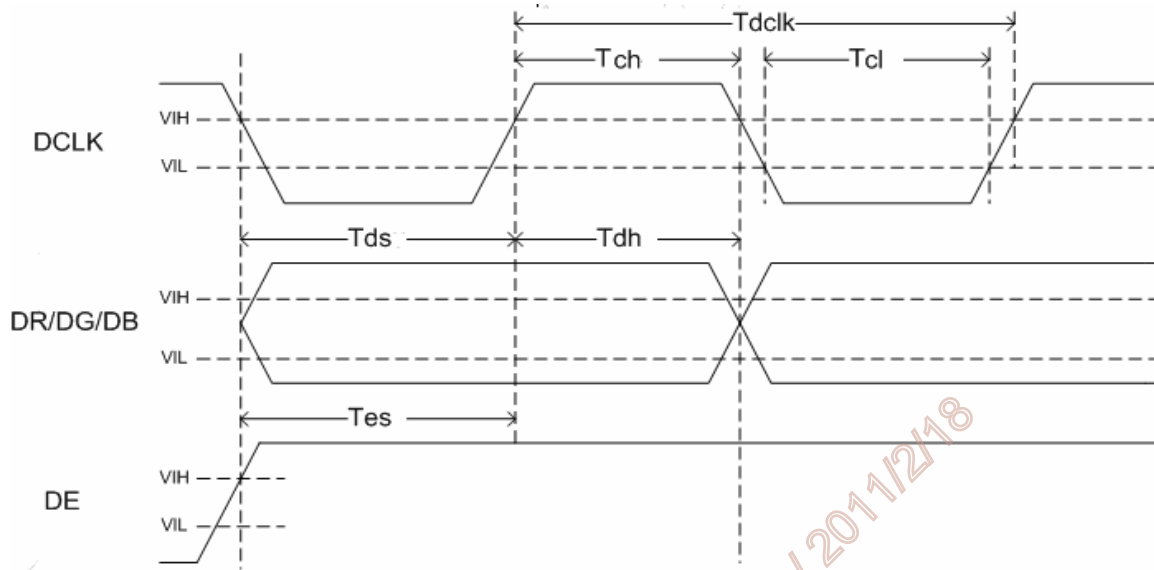 Tdclk
Tch
Tcl
DCLK
VIH
VIL
Tds
Tdh
DR/DG/DB
VIH
VIL
Tes
DE
VIH
VIL
/ 2011/2/18